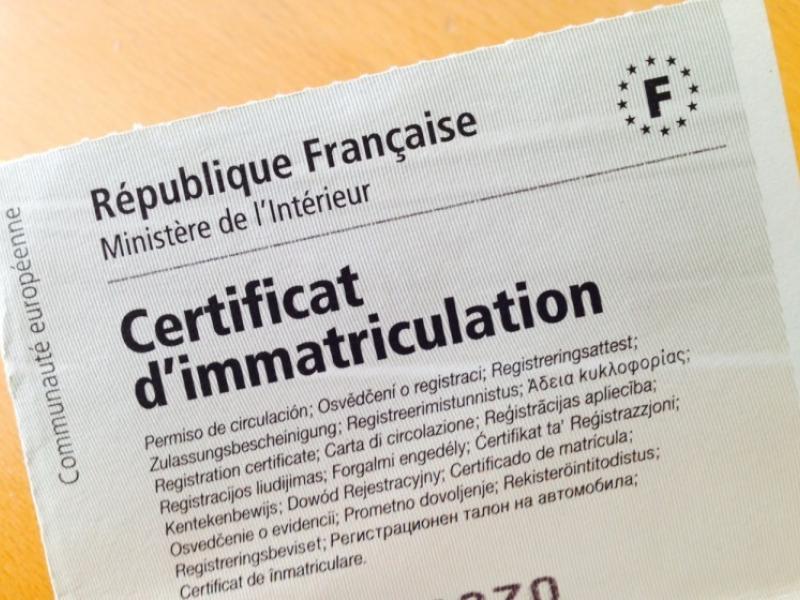 F
République Française
Ministère de l'Intérieur
Communauté européenne
Certificat
d'immatriculation
Permiso de circulación; Osvědčení o registraci; Registreringsattest;
Zulassungsbescheinigung; Registreerimistunnistus; Άδεια κυκλοφορίας;
Registration certificate; Carta di circolazione; Reģistrācijas apliecība;
Registracijos liudijimas; Forgalmi engedély; Ċertifikat ta' Reġistrazzjoni;
Kentekenbewijs; Dowód Rejestracyjny; Certificado de matrícula;
Osvedčenie o evidencii; Prometno dovoljenje; Rekisteröintitodistus;
Registreringsbeviset; Регистрационен талон на автомобила;
Certificat de înmatriculare.